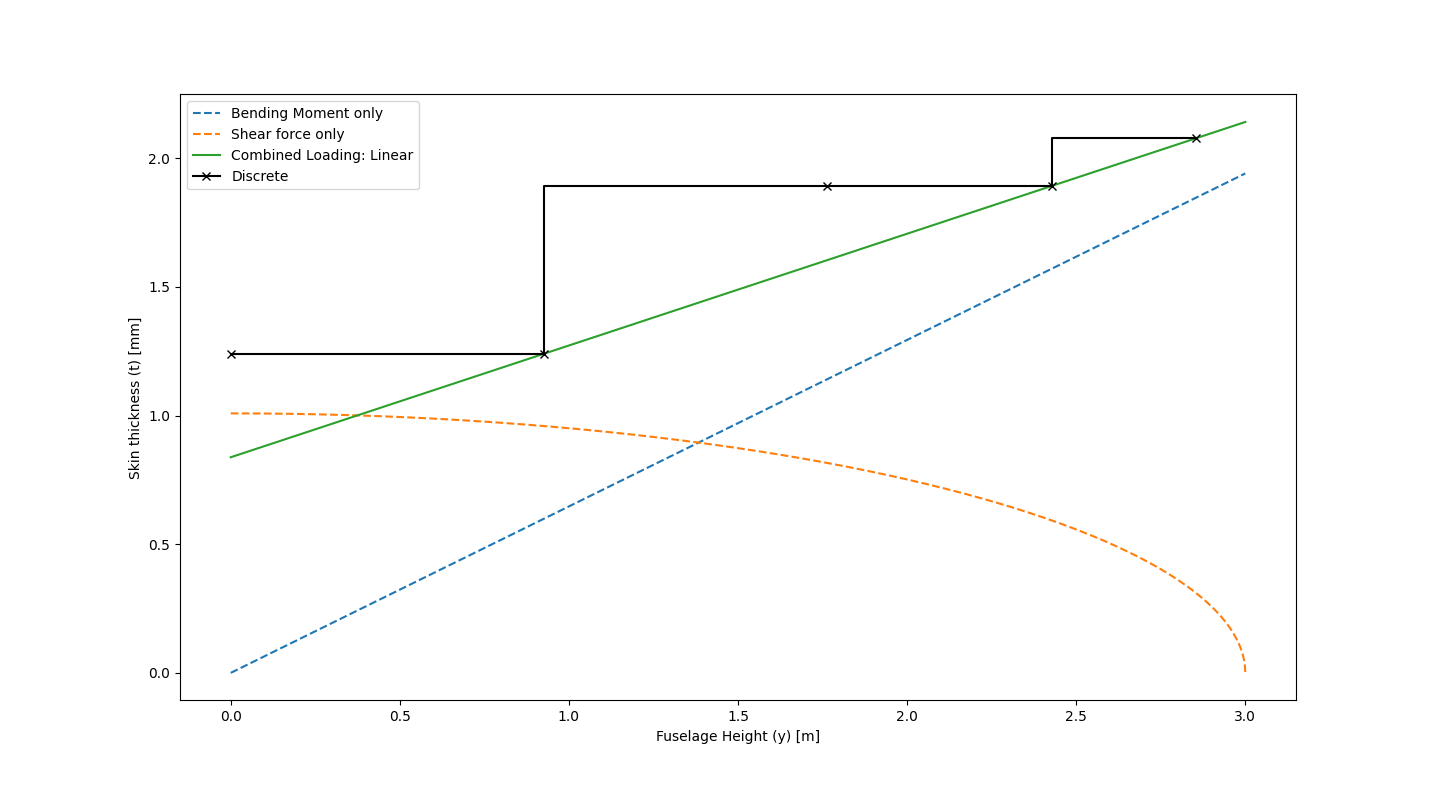 Bending Moment only
Shear force only
Combined Loading: Linear
Discrete
2.0
1.5
1.0
0.5
0.0
Skin thickness (t) [mm]
0.0 0.5 1.0 1.5 2.0 2.5 3.0
Fuselage Height (y) [m]